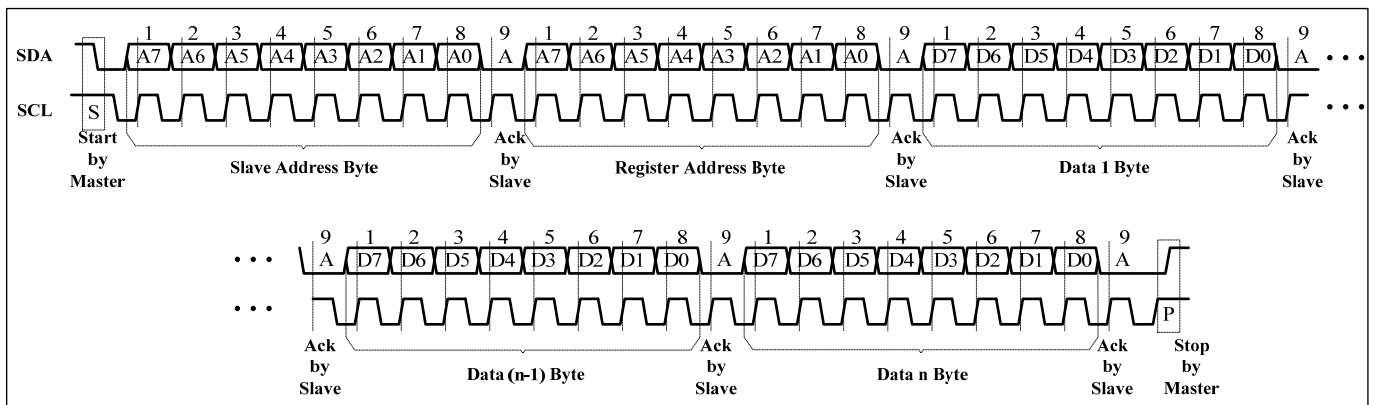 1 2 3 4 5 6 7 8 9 1 2 3 4 5 6 7 8 9 1 2 3 4 5 6 7 8 9
SDA A7 A6 A5 A4 A3 A2 A1 A0 A A7 A6 A5 A4 A3 A2 A1 A0 A D7 D6 D5 D4 D3 D2 D1 D0 A • • •
SCL S • • •
Start by Master
Slave Address Byte
Ack by Slave
Register Address Byte
Ack by Slave
Data 1 Byte
Ack by Slave
9 1 2 3 4 5 6 7 8 9 1 2 3 4 5 6 7 8 9
• • • A D7 D6 D5 D4 D3 D2 D1 D0 A D7 D6 D5 D4 D3 D2 D1 D0 A
• • • P
Ack by Slave
Data (n-1) Byte
Ack by Slave
Data n Byte
Ack by Slave
Stop by Master